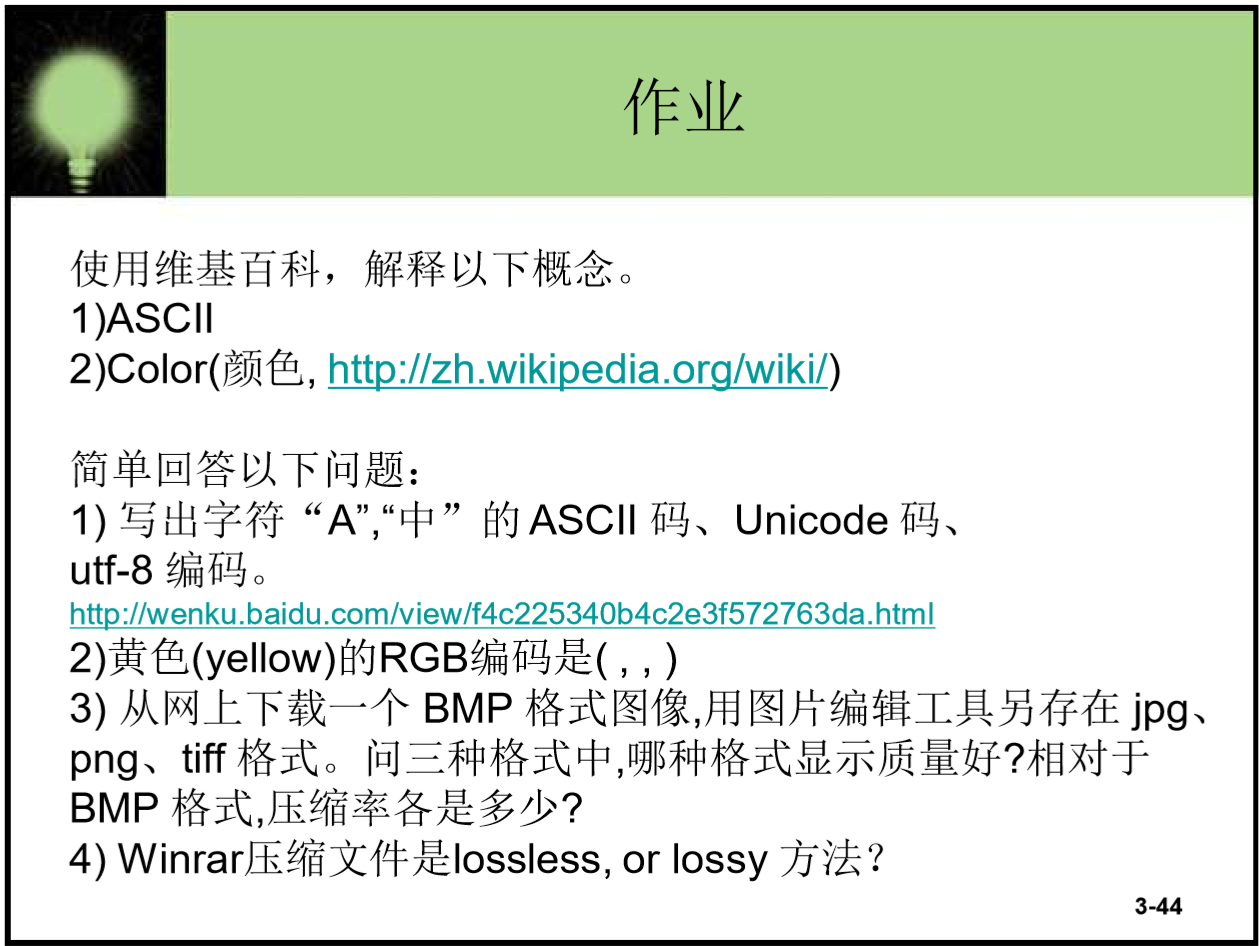 作业
使用维基百科，解释以下概念。
1)ASCII
2)Color(颜色, http://zh.wikipedia.org/wiki/)
简单回答以下问题：
1) 写出字符“A”,“中”的 ASCII 码、Unicode 码、
utf-8 编码。
http://wenku.baidu.com/view/f4c225340b4c2e3f572763da.html
2)黄色(yellow)的RGB编码是( , , )
3) 从网上下载一个 BMP 格式图像,用图片编辑工具另存在 jpg、
png、tiff 格式。问三种格式中,哪种格式显示质量好?相对于
BMP 格式,压缩率各是多少?
4) Winrar压缩文件是lossless, or lossy 方法？
3-44